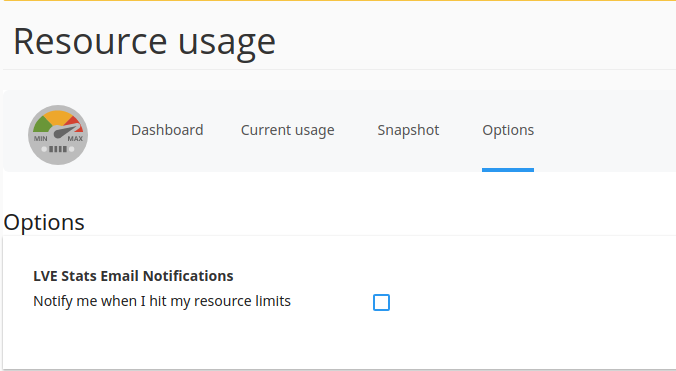 Resource usage
MIN MAX
Dashboard Current usage Snapshot Options
Options
LVE Stats Email Notifications
Notify me when I hit my resource limits